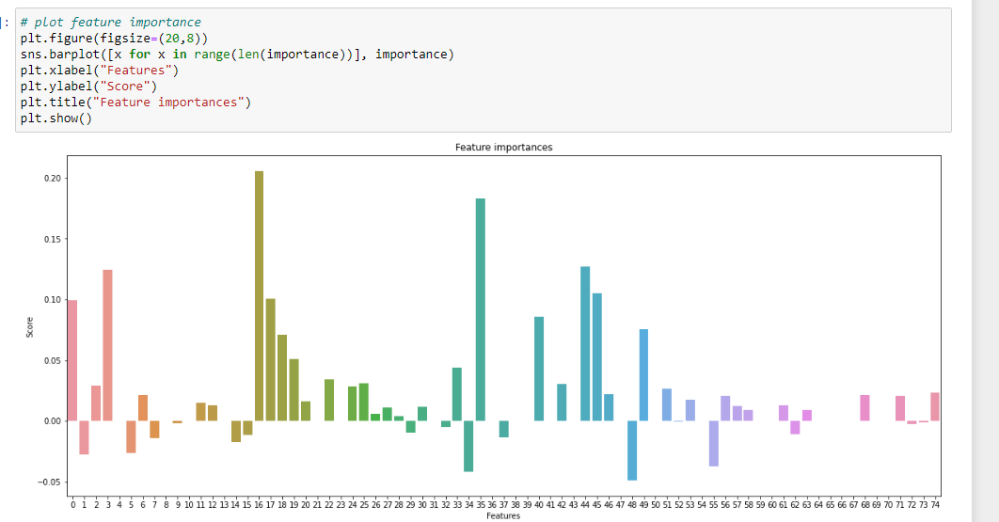 ]: # plot feature importance
plt.figure(figsize=(20,8))
sns.barplot([x for x in range(len(importance))], importance)
plt.xlabel("Features")
plt.ylabel("Score")
plt.title("Feature importances")
plt.show()
Feature importances
0.20
0.15
0.10
0.05
0.00
−0.05
Score
0 1 2 3 4 5 6 7 8 9 10 11 12 13 14 15 16 17 18 19 20 21 22 23 24 25 26 27 28 29 30 31 32 33 34 35 36 37 38 39 40 41 42 43 44 45 46 47 48 49 50 51 52 53 54 55 56 57 58 59 60 61 62 63 64 65 66 67 68 69 70 71 72 73 74
Features